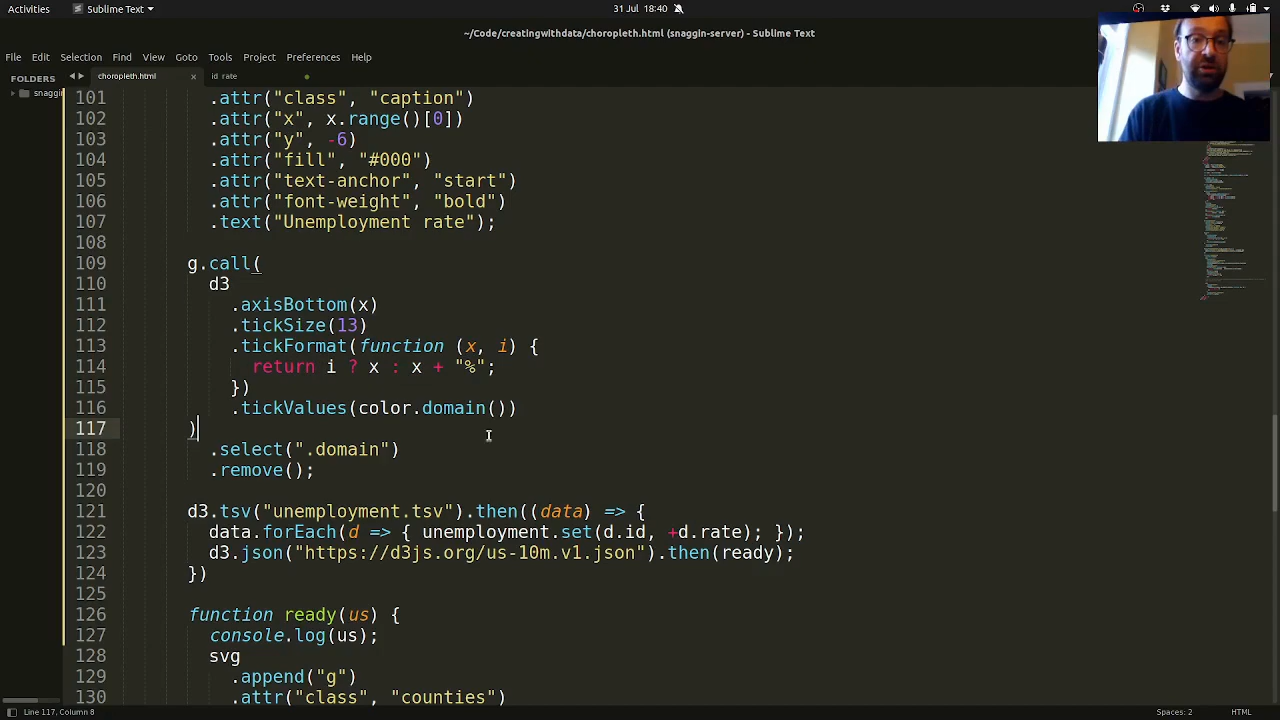 Activities
Sublime Text
31 Jul 18:40
~/Code/creatingwithdata/choropleth.html (snaggin-server) - Sublime Text
File Edit Selection View Goto Tools Project Preferences Help
FOLDERS
snaggin
choropleth.html
id rate
101 .attr("class", "caption")
102 .attr("x", x.range()[0])
103 .attr("y", -6)
104 .attr("fill", "#000")
105 .attr("text-anchor", "start")
106 .attr("font-weight", "bold")
107 .text("Unemployment rate");
108
109 g.call(
110 d3
111 .axisBottom(x)
112 .tickSize(13)
113 .tickFormat(function (x, i) {
114 return i ? x : x + "%";
115 })
116 .tickValues(color.domain())
117 )
118 .select(".domain")
119 .remove();
120
121 d3.tsv("unemployment.tsv").then((data) => {
122 data.forEach(d => { unemployment.set(d.id, +d.rate); });
123 d3.json("https://d3js.org/us-10m.v1.json").then(ready);
124 })
125
126 function ready(us) {
127 console.log(us);
128 svg
129 .append("g")
130 .attr("class", "counties")
Line 117, Column 8
Spaces: 2
HTML